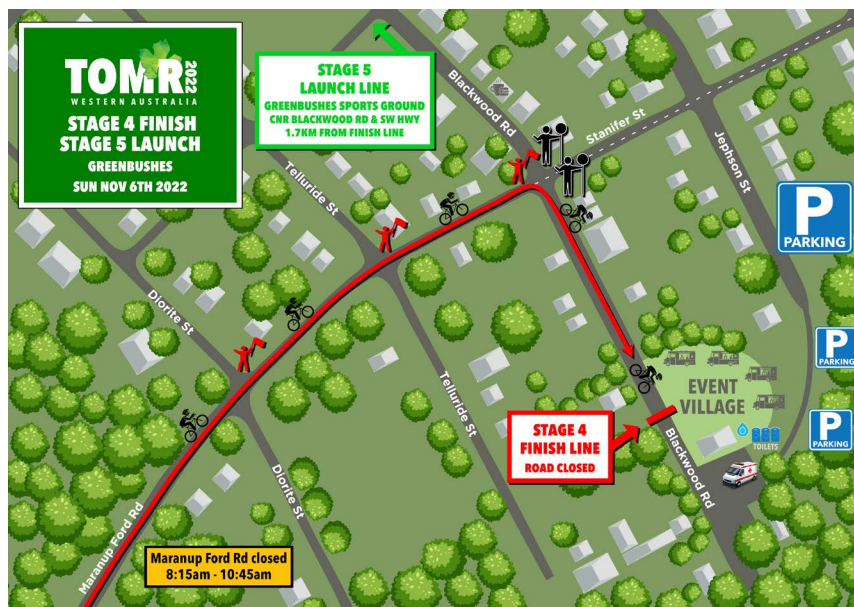 TOMR 2022
WESTERN AUSTRALIA
STAGE 4 FINISH
STAGE 5 LAUNCH
GREENBUSHES
SUN NOV 6TH 2022
STAGE 5
LAUNCH LINE
GREENBUSHES SPORTS GROUND
CNR BLACKWOOD RD & SW HWY
1.7KM FROM FINISH LINE
Blackwood Rd
Stanifer St
Jephson St
Telluride St
P
PARKING
Diorite St
P
PARKING
EVENT
VILLAGE
Telluride St
STAGE 4
FINISH LINE
ROAD CLOSED
P
PARKING
TOILETS
Blackwood Rd
Diorite St
Maranup Ford Rd
Maranup Ford Rd closed
8:15am - 10:45am